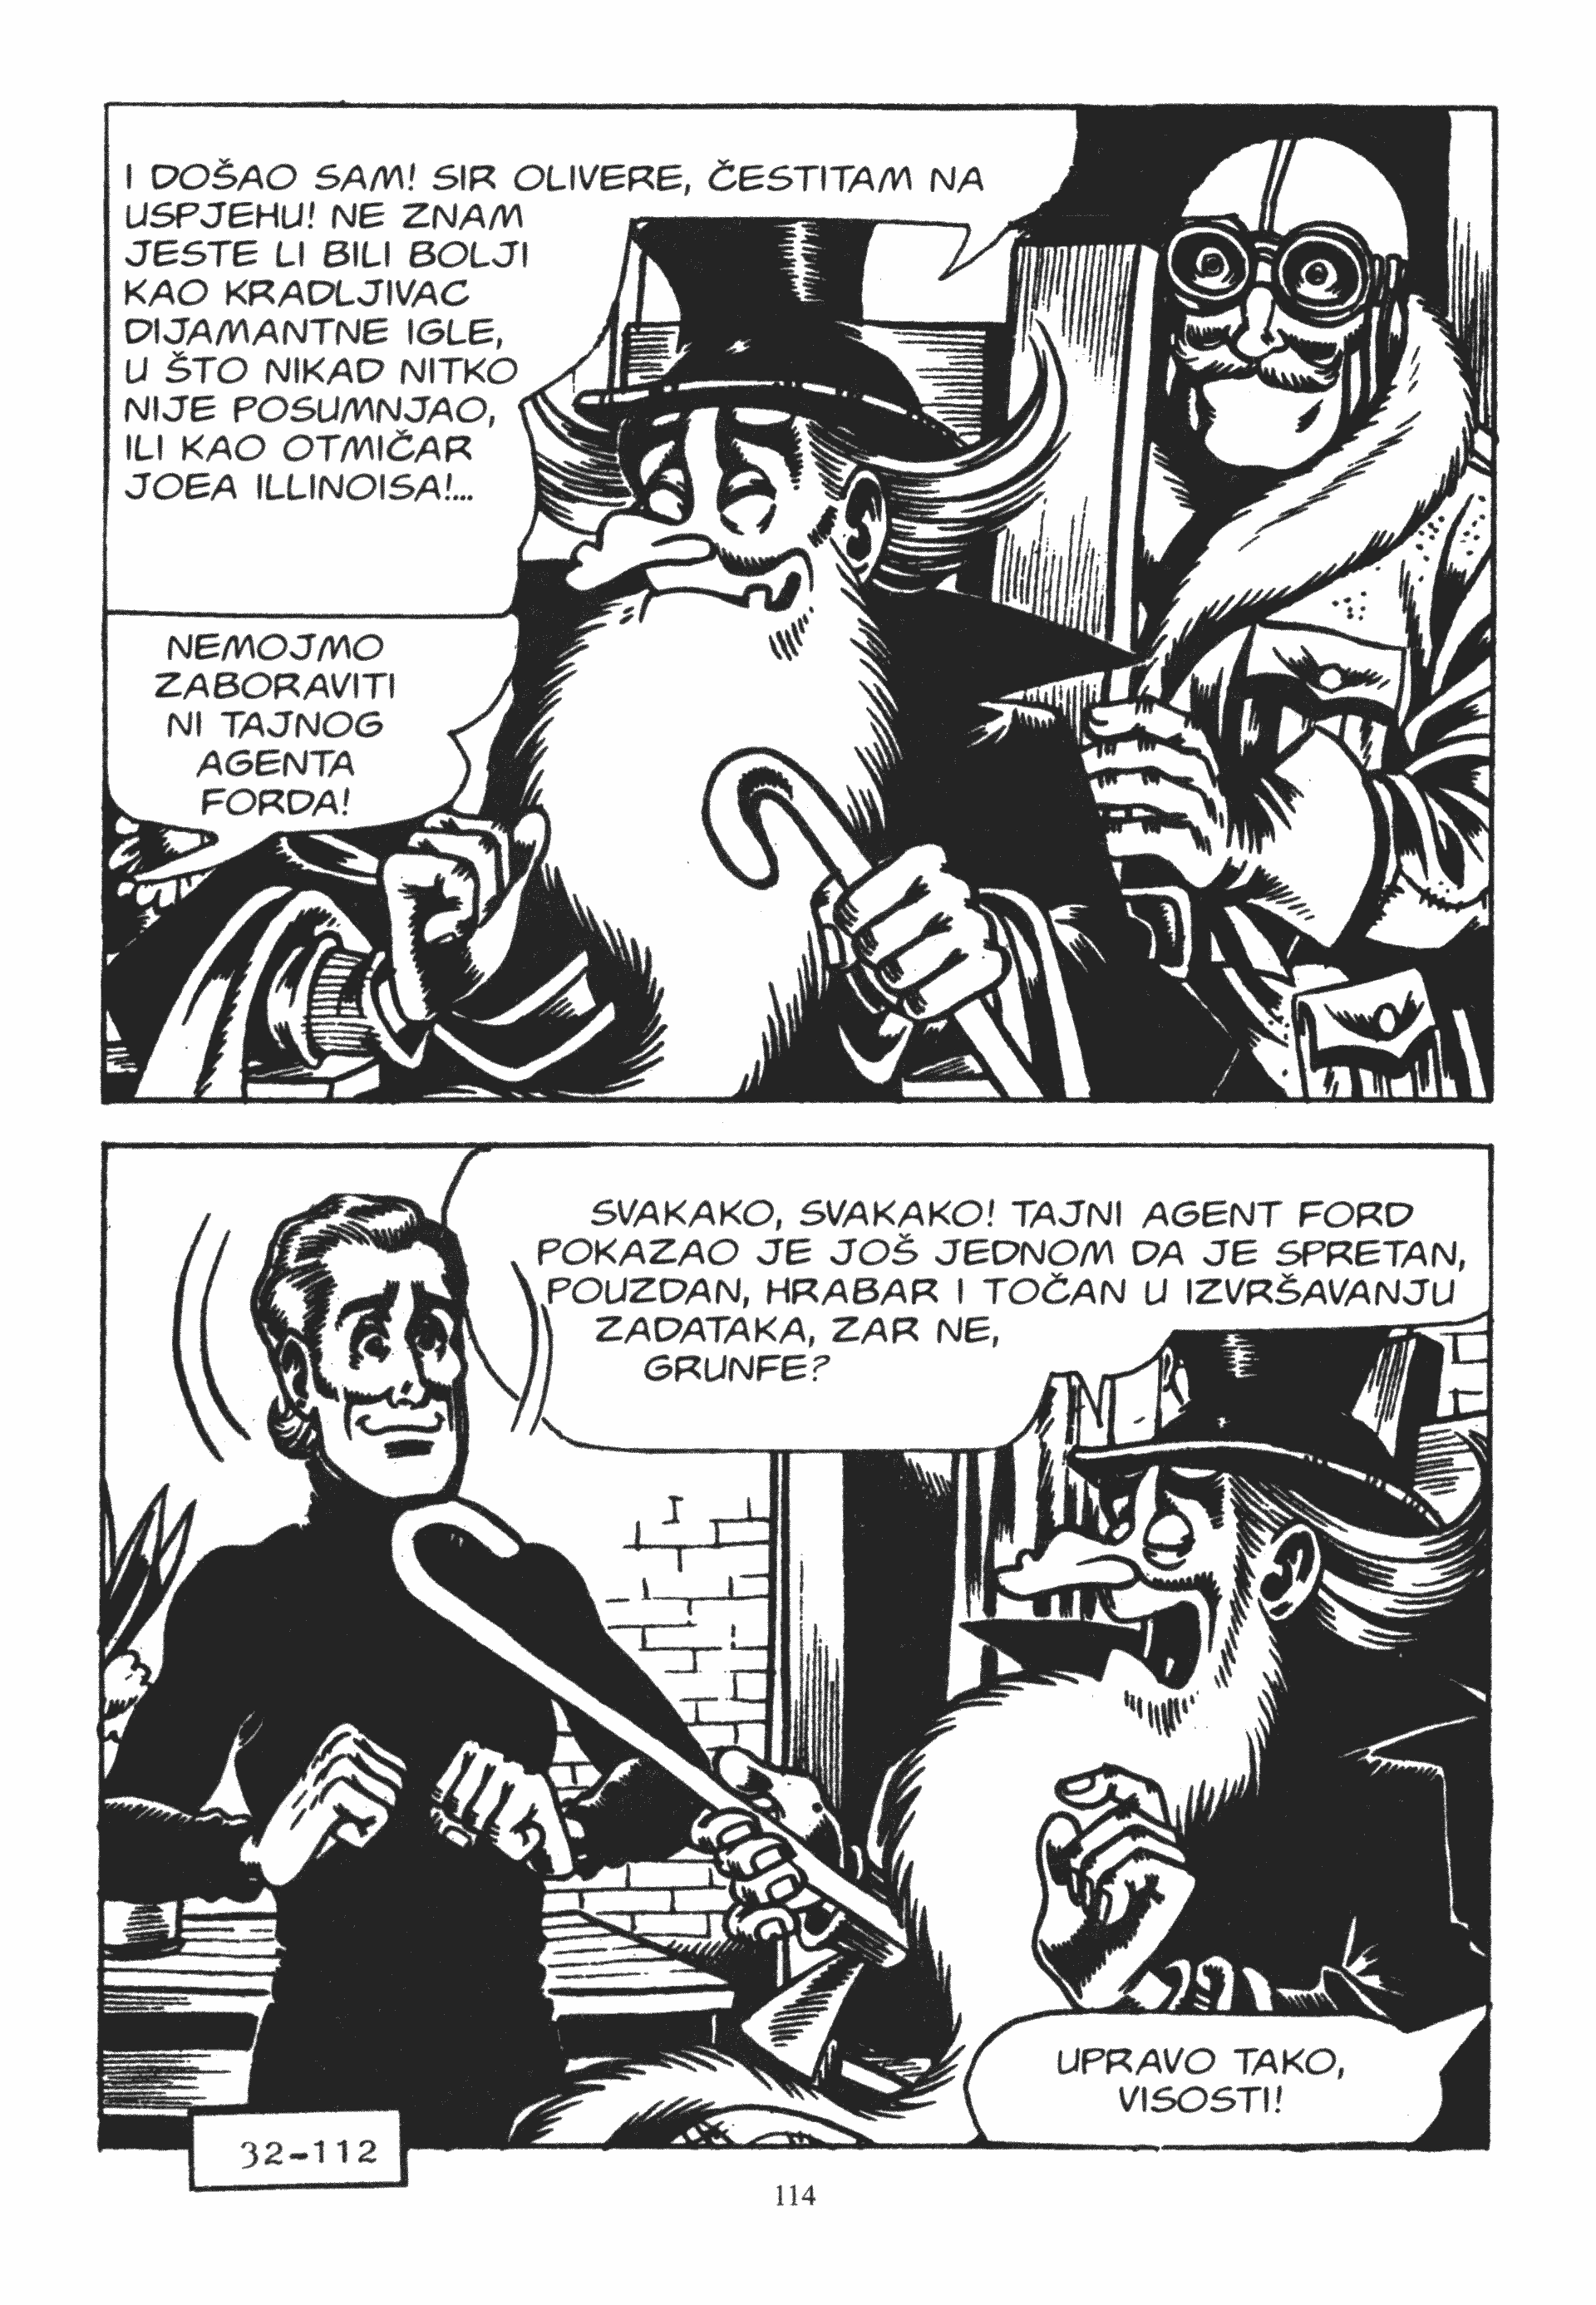 I DOŠAO SAM! SIR OLIVERE, ČESTITAM NA
USPJEHU! NE ZNAM
JESTE LI BILI BOLJI
KAO KRADLJIVAC
DIJAMANTNE IGLE,
U ŠTO NIKAD NITKO
NIJE POSUMNJAO,
ILI KAO OTMIČAR
JOEA ILLINOISA!...
NEMOJMO
ZABORAVITI
NI TAJNOG
AGENTA
FORDA!
SVAKAKO, SVAKAKO! TAJNI AGENT FORD
POKAZAO JE JOŠ JEDNOM DA JE SPRETAN,
POUZDAN, HRABAR I TOČAN U IZVRŠAVANJU
ZADATAKA, ZAR NE,
GRUNFE?
UPRAVO TAKO,
VISOSTI!
32-112
114